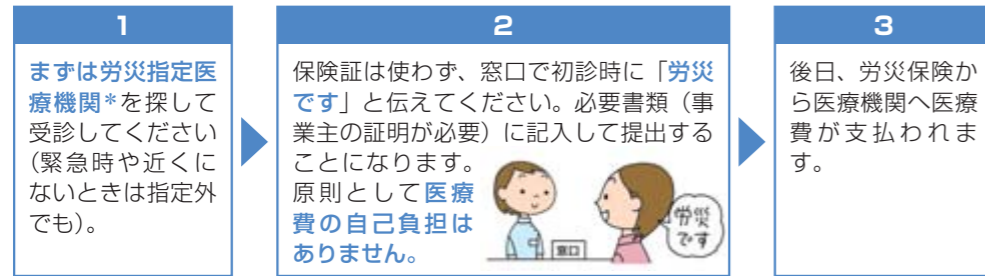 1
まずは労災指定医
療機関*を探して
受診してください
(緊急時や近くに
ないときは指定外
でも)。
2
保険証は使わず、窓口で初診時に「労災
です」と伝えてください。必要書類(事
業主の証明が必要)に記入して提出する
ことになります。
原則として医療
費の自己負担は
ありません。
窓口
労災
です
3
後日、労災保険か
ら医療機関へ医療
費が支払われま
す。